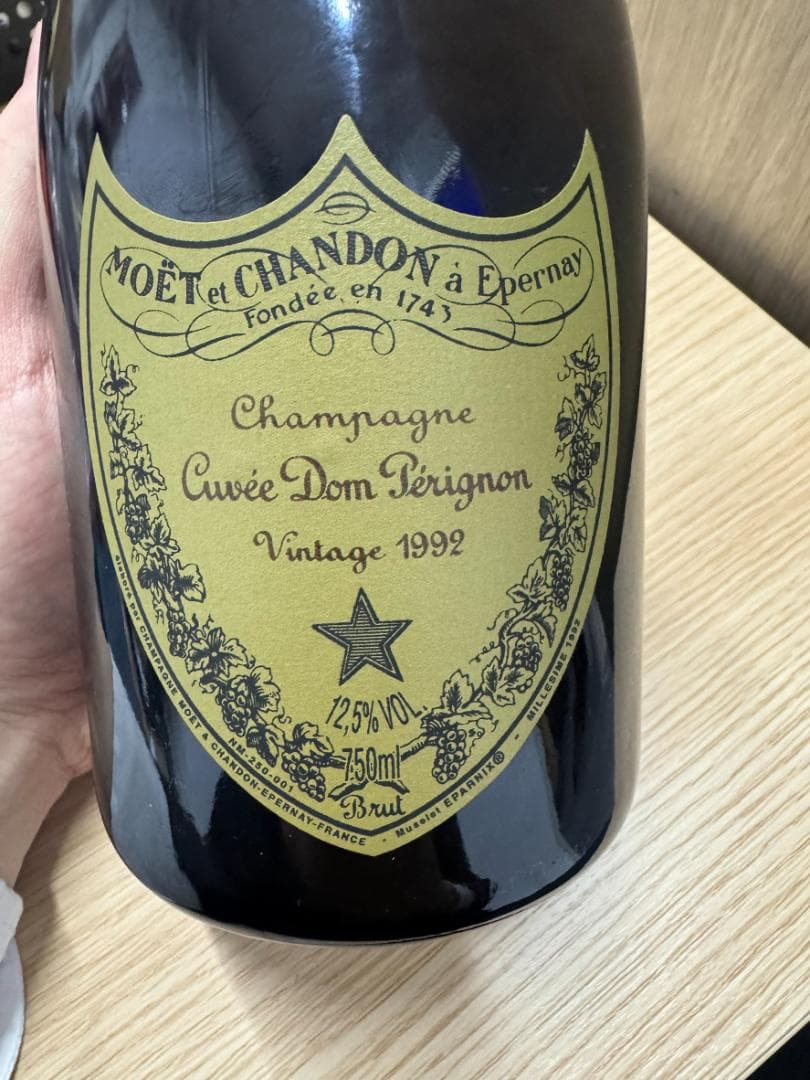 MOËT et CHANDON à Epernay
Fondée en 1743
Champagne
Cuvée Dom Pérignon
Vintage 1992
12,5% VOL.
750ml
Brut
élaboré par CHAMPAGNE MOËT & CHANDON-EPERNAY-FRANCE - Muselet EPARNIX® - MILLESIME 1992
NM-250-001